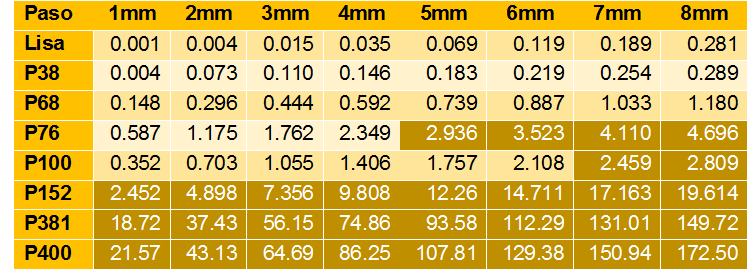 Paso 1mm 2mm 3mm 4mm 5mm 6mm 7mm 8mm
Lisa 0.001 0.004 0.015 0.035 0.069 0.119 0.189 0.281
P38 0.004 0.073 0.110 0.146 0.183 0.219 0.254 0.289
P68 0.148 0.296 0.444 0.592 0.739 0.887 1.033 1.180
P76 0.587 1.175 1.762 2.349 2.936 3.523 4.110 4.696
P100 0.352 0.703 1.055 1.406 1.757 2.108 2.459 2.809
P152 2.452 4.898 7.356 9.808 12.26 14.711 17.163 19.614
P381 18.72 37.43 56.15 74.86 93.58 112.29 131.01 149.72
P400 21.57 43.13 64.69 86.25 107.81 129.38 150.94 172.50